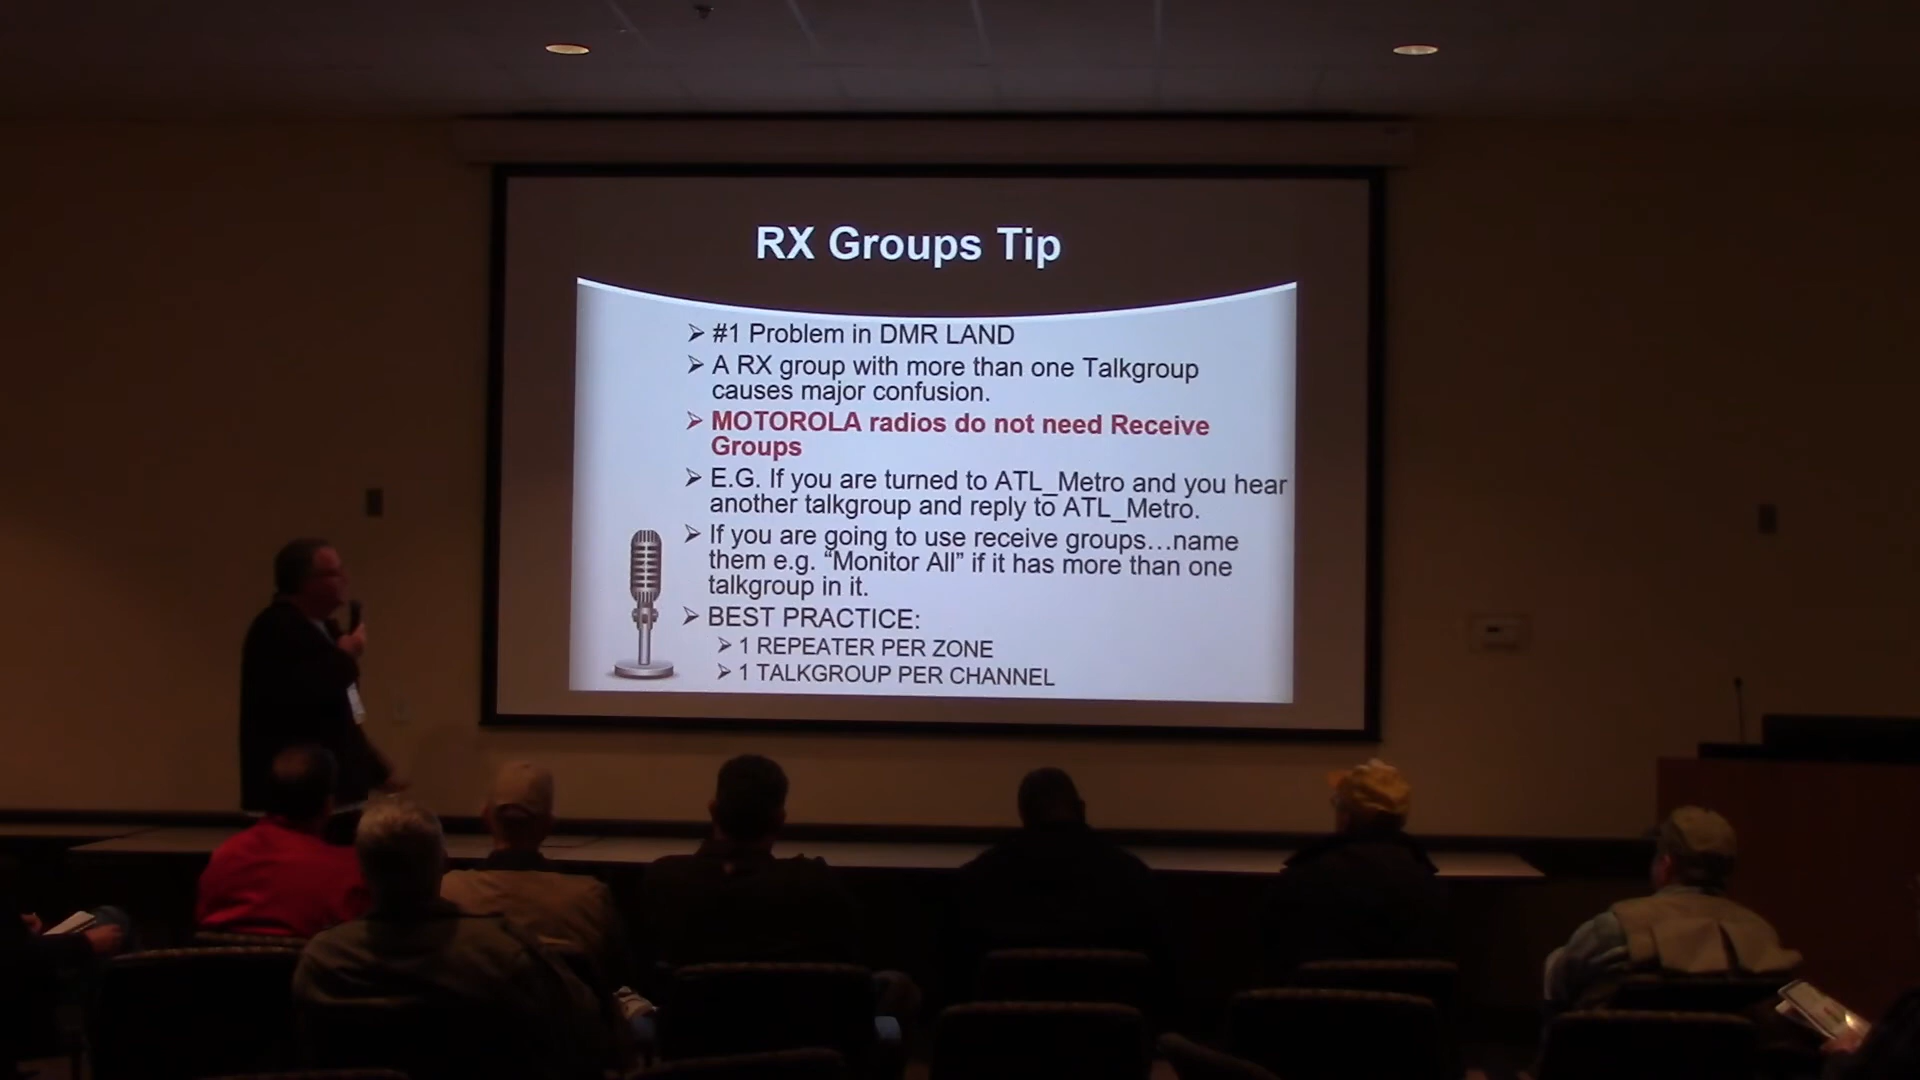 RX Groups Tip
#1 Problem in DMR LAND
A RX group with more than one Talkgroup
causes major confusion.
MOTOROLA radios do not need Receive
Groups
E.G. If you are turned to ATL_Metro and you hear
another talkgroup and reply to ATL_Metro.
If you are going to use receive groups...name
them e.g. “Monitor All” if it has more than one
talkgroup in it.
BEST PRACTICE:
1 REPEATER PER ZONE
1 TALKGROUP PER CHANNEL